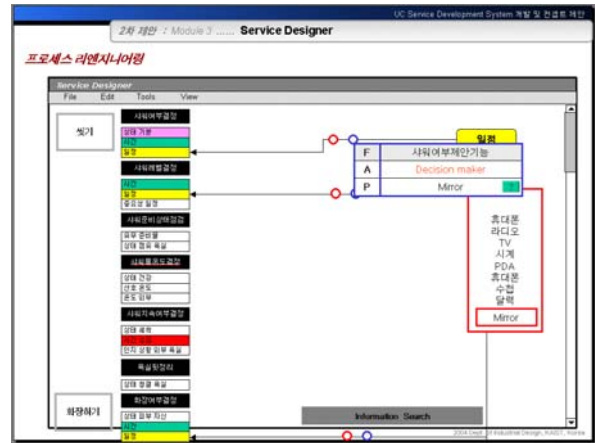 UC Service Development System 개발 및 컨셉트 제안
2차 제안 : Module 3 ...... Service Designer
프로세스 리엔지니어링
Service Designer
File Edit Tools View
씻기
샤워여부결정
상태 기분
시간
일정
샤워레벨결정
시간
일정
중요성 일정
샤워준비상태점검
외부 준비물
상태 점유 욕실
샤워물온도결정
상태 건강
선호 온도
온도 외부
샤워지속여부결정
상태 세척
인지 상황 외부 욕실
욕실뒷정리
상태 청결 욕실
화장하기
화장여부결정
상태 피부 자신
시간
일정
일정
F 샤워여부제안기능
A Decision maker
P Mirror
휴대폰
라디오
TV
시계
PDA
휴대폰
수첩
달력
Mirror
Information Search
2004 Dept. of Industrial Design, KAIST, Korea